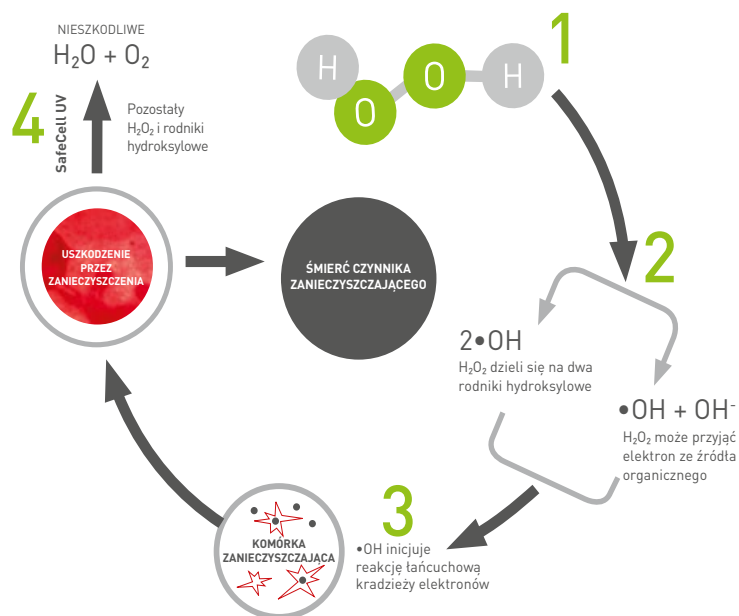 NIESZKODLIWE
H₂O + O₂
4
SafeCell UV
Pozostały
H₂O₂ i rodniki
hydroksylowe
H
O
O
H
1
2
USZKODZENIE
PRZEZ
ZANIECZYSZCZENIA
ŚMIERĆ CZYNNIKA
ZANIECZYSZCZAJĄCEGO
2•OH
H₂O₂ dzieli się na dwa
rodniki hydroksylowe
•OH + OH⁻
H₂O₂ może przyjąć
elektron ze źródła
organicznego
3
•OH inicjuje
reakcję łańcuchową
kradzieży elektronów
KOMÓRKA
ZANIECZYSZCZAJĄCA